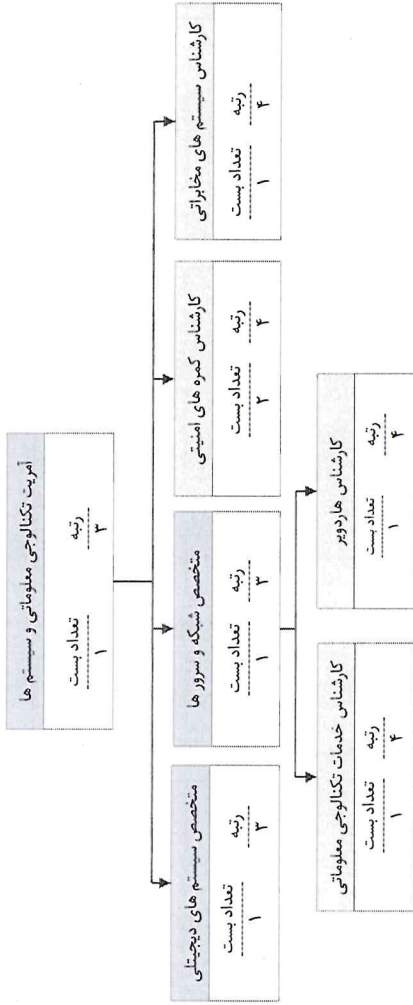 آمریت تکنالوجی معلوماتی و سیستم ها
رتبه تعداد بست
۳ ۱
کارشناس سیستم های مخابراتی
رتبه تعداد بست
۴ ۱
کارشناس کمره های امنیتی
رتبه تعداد بست
۴ ۲
متخصص شبکه و سرور ها
رتبه تعداد بست
۳ ۱
متخصص سیستم های دیجیتلی
رتبه تعداد بست
۳ ۱
کارشناس هاردویر
رتبه تعداد بست
۴ ۱
کارشناس خدمات تکنالوجی معلوماتی
رتبه تعداد بست
۴ ۱